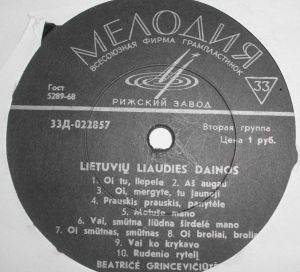 МЕЛОДИЯ
ВСЕСОЮЗНАЯ ФИРМА ГРАМПЛАСТИНОК
Гост
5289-68
33
РИЖСКИЙ ЗАВОД
33Д-022857
Вторая группа
Цена 1 руб.
LIETUVIŲ LIAUDIES DAINOS
1. Oi tu, liepele 2. Aš augau
3. Oi, mergyte, tu jaunoji
4. Prauskis prauskis, panytėle
5. Motuše mano
6. Vai, smūtna liūdna širdelė mano
7. Oi smūtnas, smūtnas 8. Oi broliai, broliai
9. Vai ko krykavo
10. Rudenio rytelį
BEATRIČĖ GRINCEVIČIŪTĖ